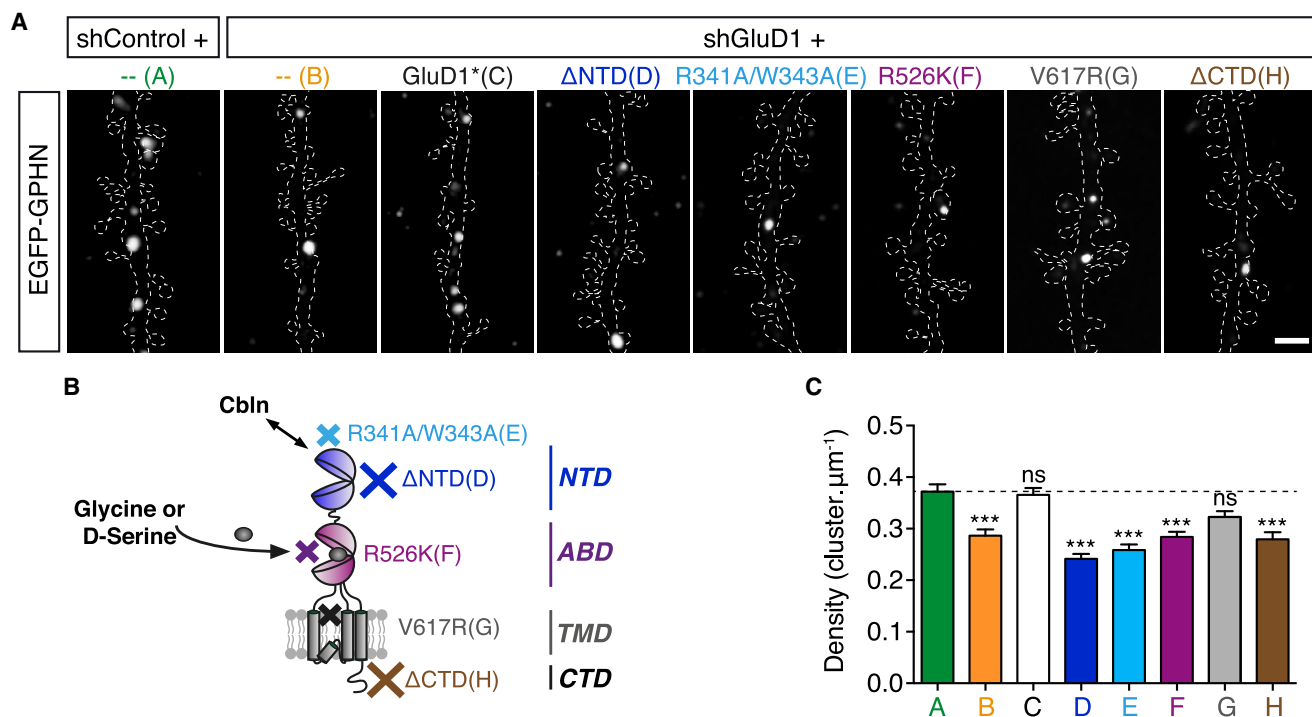 A
shControl +
shGluD1 +
-- (A)
-- (B)
GluD1*(C)
ΔNTD(D)
R341A/W343A(E)
R526K(F)
V617R(G)
ΔCTD(H)
EGFP-GPHN
B
Cbln
R341A/W343A(E)
ΔNTD(D)
NTD
Glycine or
D-Serine
R526K(F)
ABD
V617R(G)
TMD
ΔCTD(H)
CTD
C
Density (cluster.µm⁻¹)
0.5
0.4
0.3
0.2
0.1
0.0
***
ns
***
***
***
ns
***
A
B
C
D
E
F
G
H